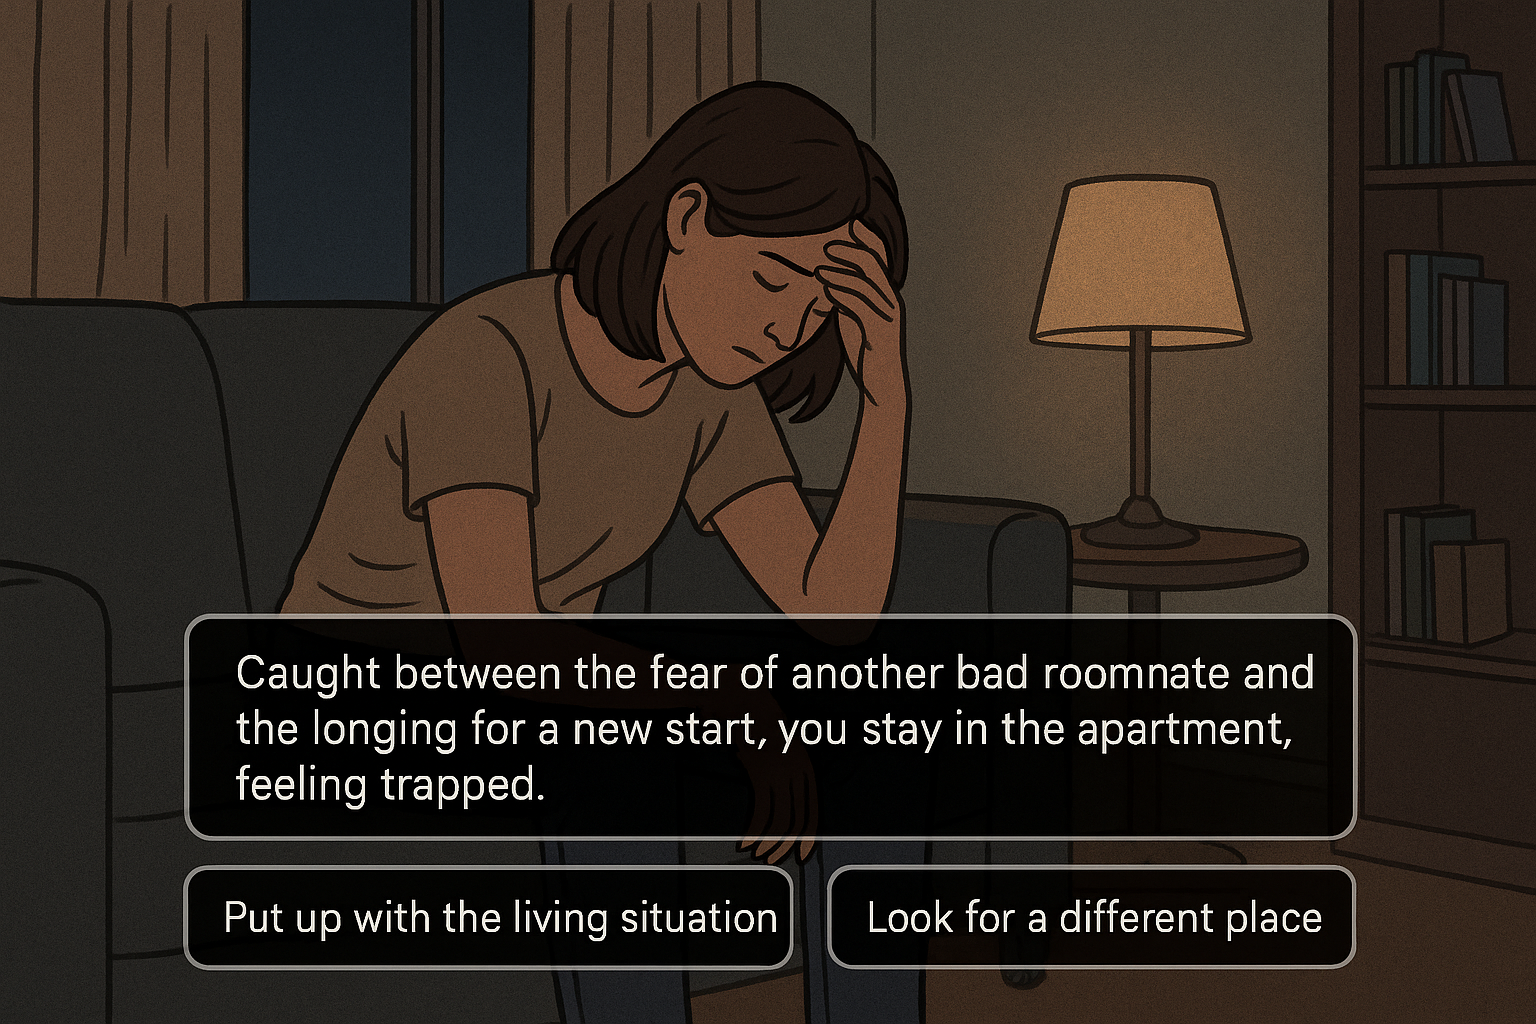 Caught between the fear of another bad roomnate and
the longing for a new start, you stay in the apartment,
feeling trapped.
Put up with the living situation
Look for a different place